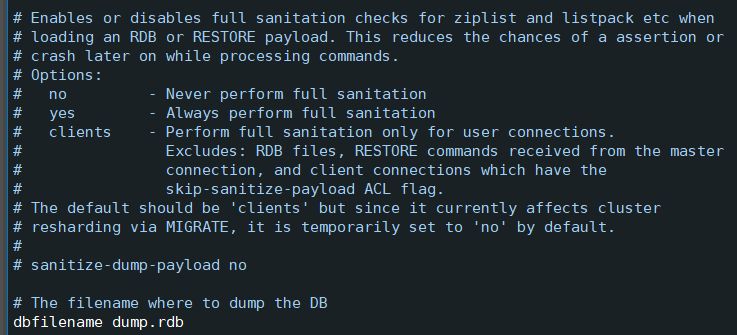 # Enables or disables full sanitation checks for ziplist and listpack etc when
# loading an RDB or RESTORE payload. This reduces the chances of a assertion or
# crash later on while processing commands.
# Options:
#   no         - Never perform full sanitation
#   yes        - Always perform full sanitation
#   clients    - Perform full sanitation only for user connections.
#                Excludes: RDB files, RESTORE commands received from the master
#                connection, and client connections which have the
#                skip-sanitize-payload ACL flag.
# The default should be 'clients' but since it currently affects cluster
# resharding via MIGRATE, it is temporarily set to 'no' by default.
#
# sanitize-dump-payload no

# The filename where to dump the DB
dbfilename dump.rdb